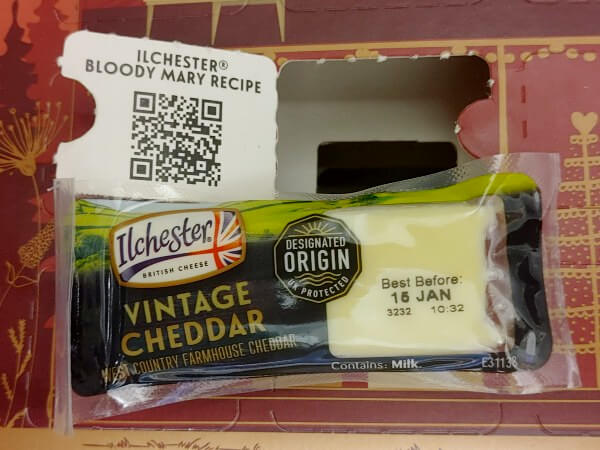 ILCHESTER®
BLOODY MARY RECIPE
Ilchester®
BRITISH CHEESE
DESIGNATED
ORIGIN
UK PROTECTED
VINTAGE
CHEDDAR
WEST COUNTRY FARMHOUSE CHEDDAR
Best Before:
15 JAN
3232 10:32
Contains: Milk.
E31138